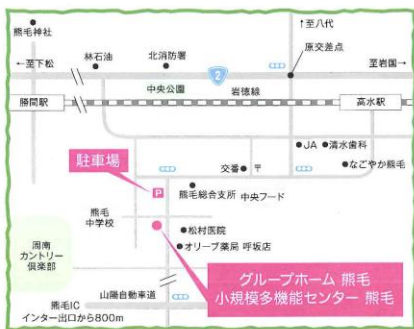 ↑至八代
熊毛神社
原交差点
林石油
北消防署
←至下松
至岩国→
2
中央公園
岩徳線
勝間駅
高水駅
JA
清水歯科
駐車場
交番
〒
なごやか熊毛
P
熊毛総合支所
中央フード
熊毛
中学校
松村医院
オリーブ薬局 呼坂店
周南
カントリー
倶楽部
グループホーム 熊毛
小規模多機能センター 熊毛
山陽自動車道
熊毛IC
インター出口から800m